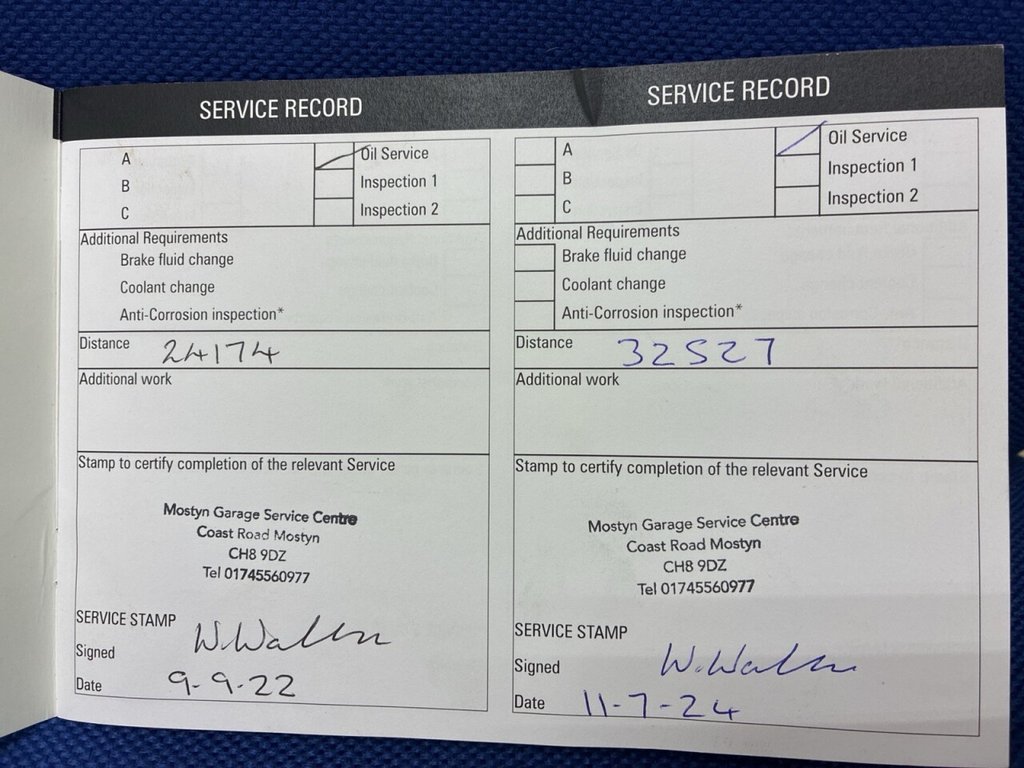 SERVICE RECORD
A
B
C
Oil Service
Inspection 1
Inspection 2
Additional Requirements
Brake fluid change
Coolant change
Anti-Corrosion inspection*
Distance 24174
Additional work
Stamp to certify completion of the relevant Service
Mostyn Garage Service Centre
Coast Road Mostyn
CH8 9DZ
Tel 01745560977
SERVICE STAMP
Signed
Date 9-9-22
SERVICE RECORD
A
B
C
Oil Service
Inspection 1
Inspection 2
Additional Requirements
Brake fluid change
Coolant change
Anti-Corrosion inspection*
Distance 32527
Additional work
Stamp to certify completion of the relevant Service
Mostyn Garage Service Centre
Coast Road Mostyn
CH8 9DZ
Tel 01745560977
SERVICE STAMP
Signed
Date 11-7-24